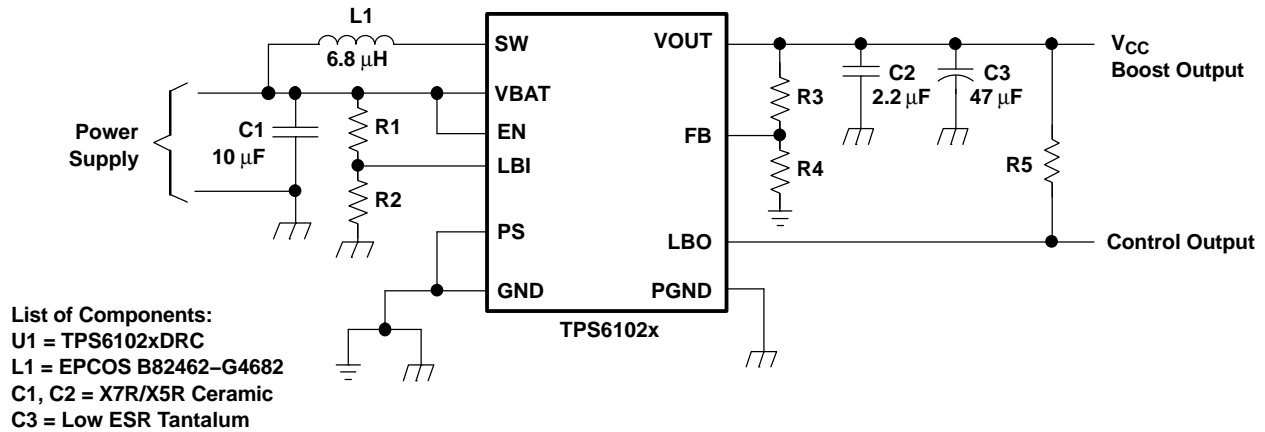 L1
6.8 μH
SW
VOUT
VCC
Boost Output
C2
2.2 μF
C3
47 μF
R3
VBAT
Power
Supply
C1
10 μF
R1
EN
FB
LBI
R4
R5
R2
PS
LBO
Control Output
GND
PGND
TPS6102x
List of Components:
U1 = TPS6102xDRC
L1 = EPCOS B82462–G4682
C1, C2 = X7R/X5R Ceramic
C3 = Low ESR Tantalum